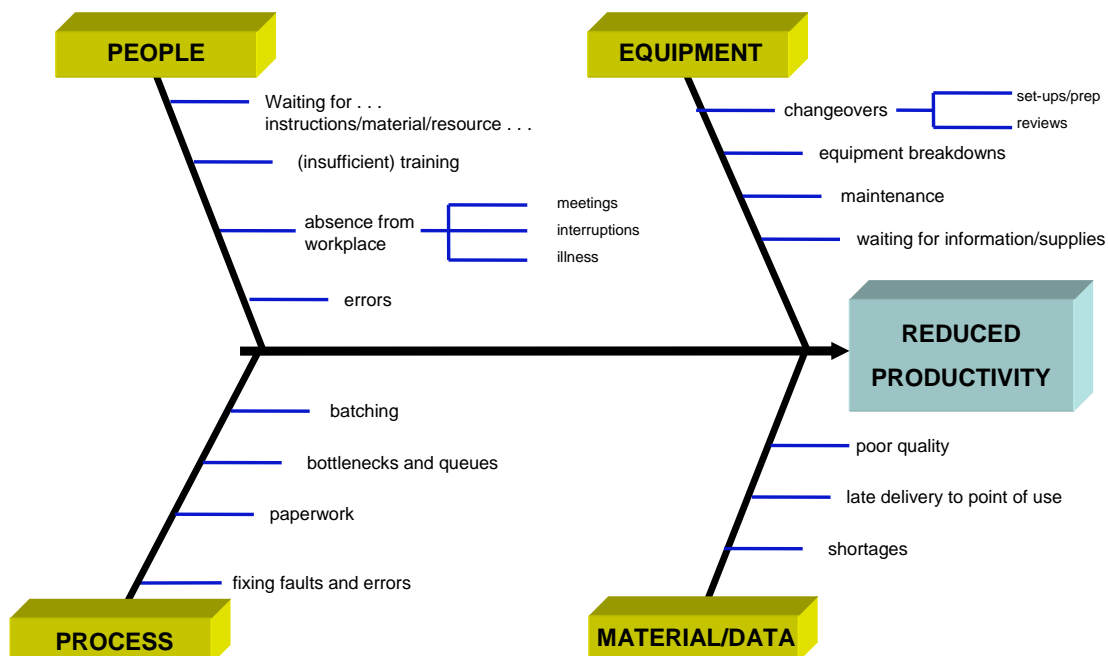 PEOPLE
Waiting for . . .
instructions/material/resource . . .
(insufficient) training
absence from
workplace
meetings
interruptions
illness
errors
EQUIPMENT
changeovers
set-ups/prep
reviews
equipment breakdowns
maintenance
waiting for information/supplies
REDUCED
PRODUCTIVITY
batching
bottlenecks and queues
paperwork
fixing faults and errors
PROCESS
poor quality
late delivery to point of use
shortages
MATERIAL/DATA